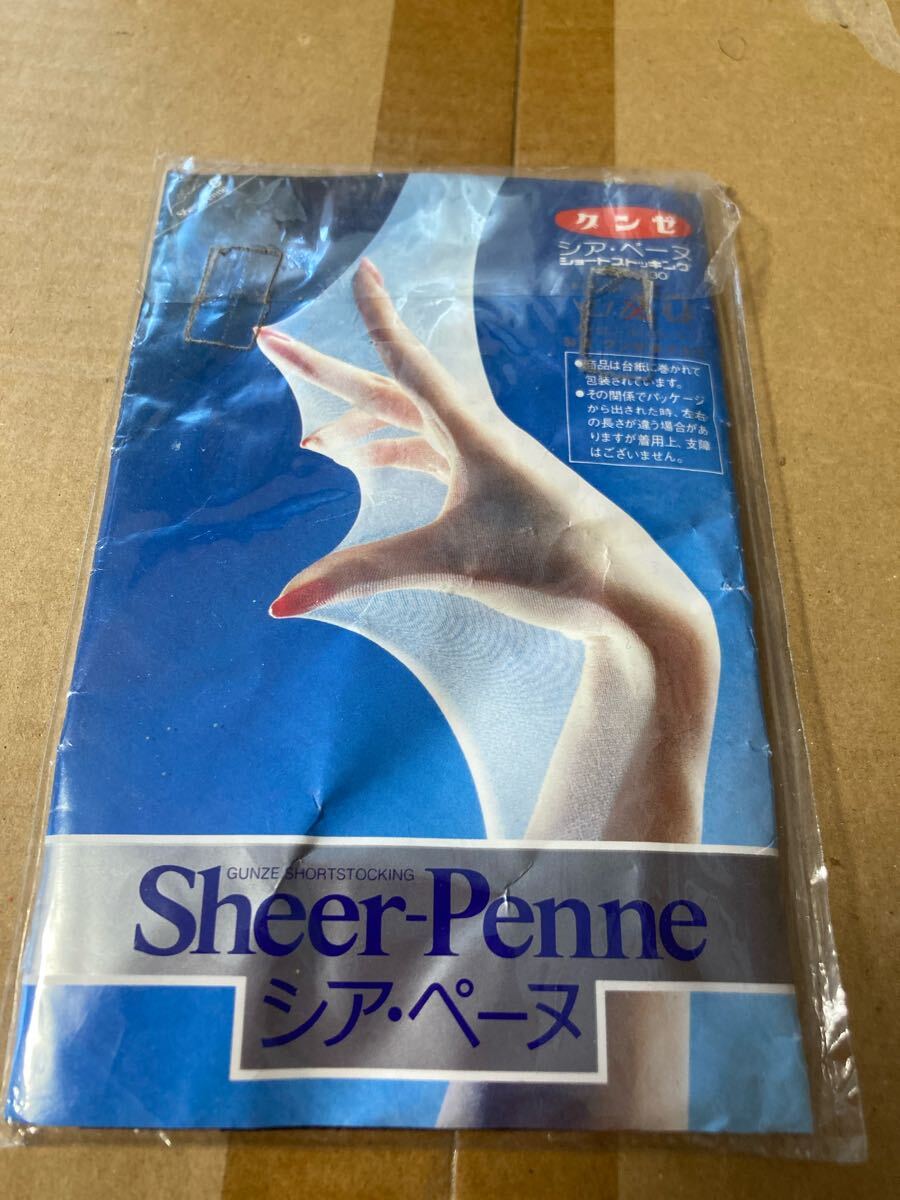 グンゼ
シア・ペーヌ
ショートストッキング
●商品は台紙に巻かれて
包装されています。
●その関係でパッケージ
から出された時、左右
の長さが違う場合があ
りますが着用上、支障
はございません。
GUNZE SHORTSTOCKING
Sheer-Penne
シア・ペーヌ